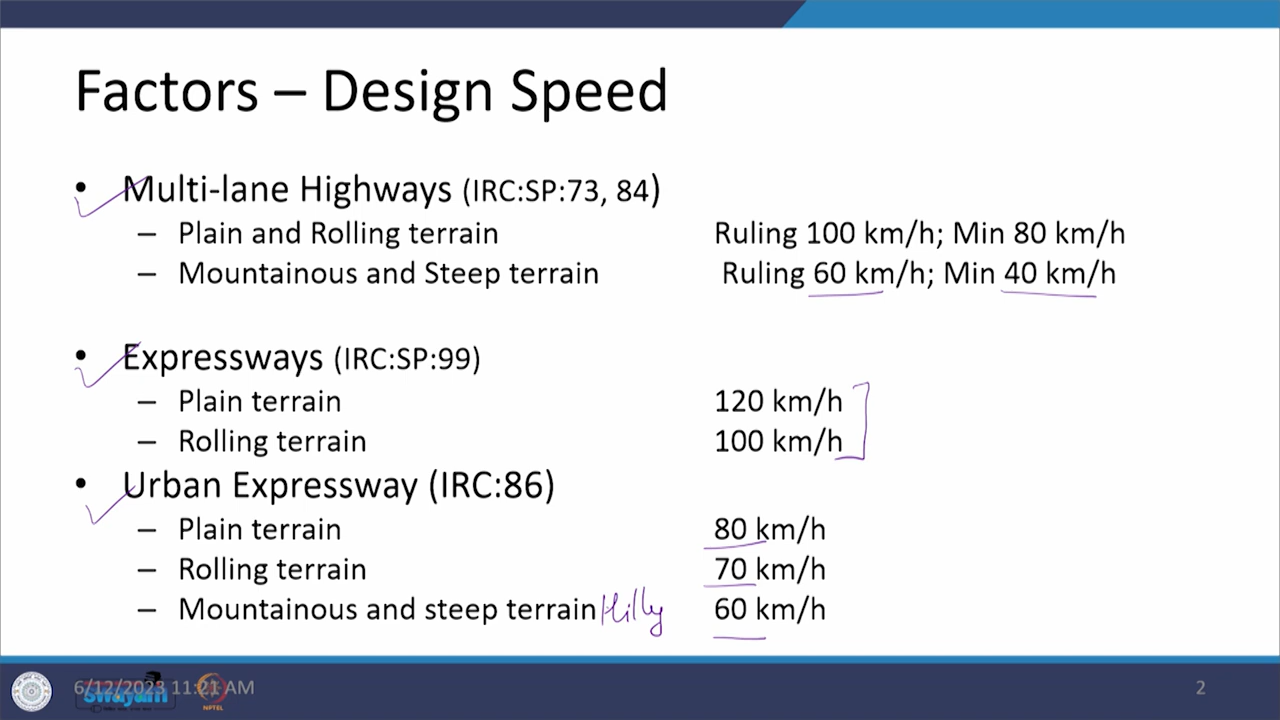 Factors – Design Speed
• Multi-lane Highways (IRC:SP:73, 84)
– Plain and Rolling terrain Ruling 100 km/h; Min 80 km/h
– Mountainous and Steep terrain Ruling 60 km/h; Min 40 km/h
• Expressways (IRC:SP:99)
– Plain terrain 120 km/h
– Rolling terrain 100 km/h
• Urban Expressway (IRC:86)
– Plain terrain 80 km/h
– Rolling terrain 70 km/h
– Mountainous and steep terrain Hilly 60 km/h
6/12/2023 11:21 AM 2
swayam
NPTEL